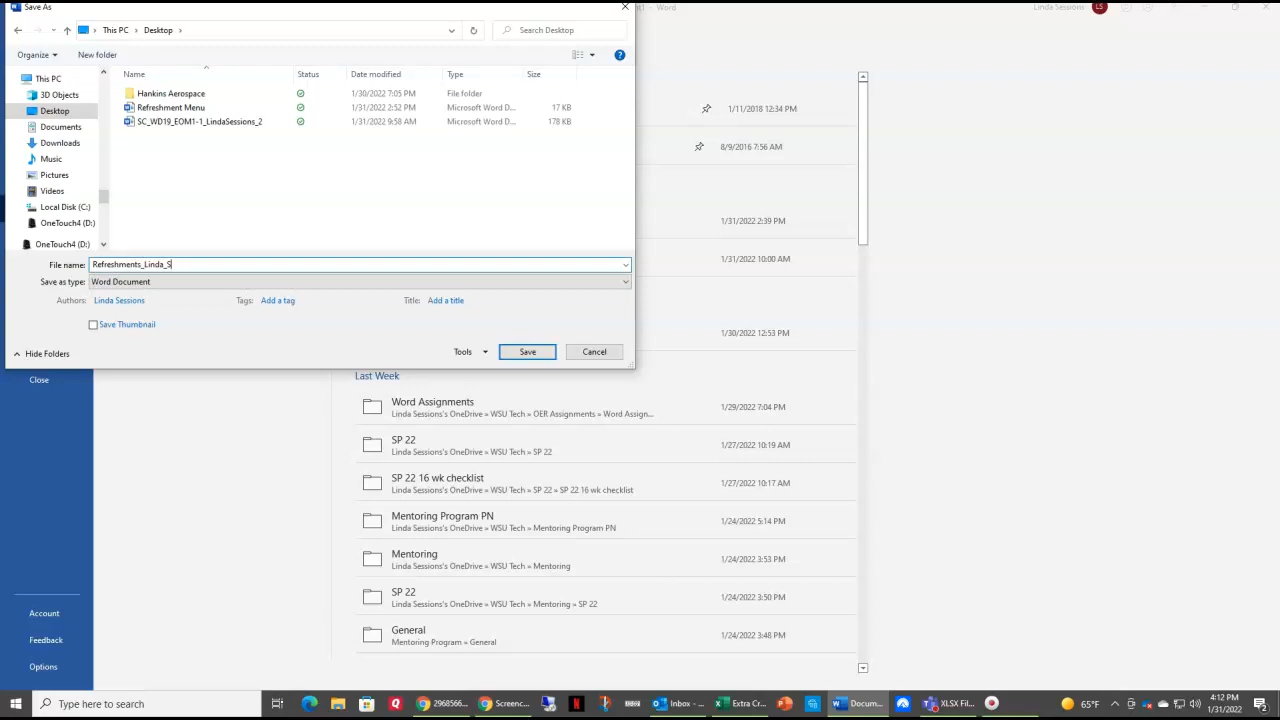 Save As
- Word
Linda Sessions
LS
This PC
Desktop
Search Desktop
Organize
New folder
Name
Status
Date modified
Type
Size
This PC
3D Objects
Desktop
Documents
Downloads
Music
Pictures
Videos
Local Disk (C:)
OneTouch4 (D:)
OneTouch4 (D:)
Hankins Aerospace
1/30/2022 7:05 PM
File folder
Refreshment Menu
1/31/2022 2:52 PM
Microsoft Word D...
17 KB
SC_WD19_EOM1-1_LindaSessions_2
1/31/2022 9:58 AM
Microsoft Word D...
178 KB
File name:
Refreshments_Linda_S
Save as type:
Word Document
Authors:
Linda Sessions
Tags:
Add a tag
Title:
Add a title
Save Thumbnail
Hide Folders
Tools
Save
Cancel
1/11/2018 12:34 PM
8/9/2016 7:56 AM
1/31/2022 2:39 PM
1/31/2022 10:00 AM
1/30/2022 12:53 PM
Close
Last Week
Word Assignments
Linda Sessions's OneDrive » WSU Tech » OER Assignments » Word Assign...
1/29/2022 7:04 PM
SP 22
Linda Sessions's OneDrive » WSU Tech » SP 22
1/27/2022 10:19 AM
SP 22 16 wk checklist
Linda Sessions's OneDrive » WSU Tech » SP 22 » SP 22 16 wk checklist
1/27/2022 10:17 AM
Mentoring Program PN
Linda Sessions's OneDrive » WSU Tech » Mentoring Program PN
1/24/2022 5:14 PM
Mentoring
Linda Sessions's OneDrive » WSU Tech » Mentoring
1/24/2022 3:53 PM
SP 22
Linda Sessions's OneDrive » WSU Tech » Mentoring » SP 22
1/24/2022 3:50 PM
General
Mentoring Program » General
1/24/2022 3:48 PM
Account
Feedback
Options
Type here to search
2968566...
Screenc...
Inbox - ...
Extra Cr...
Docum...
XLSX Fil...
65°F
4:12 PM
1/31/2022